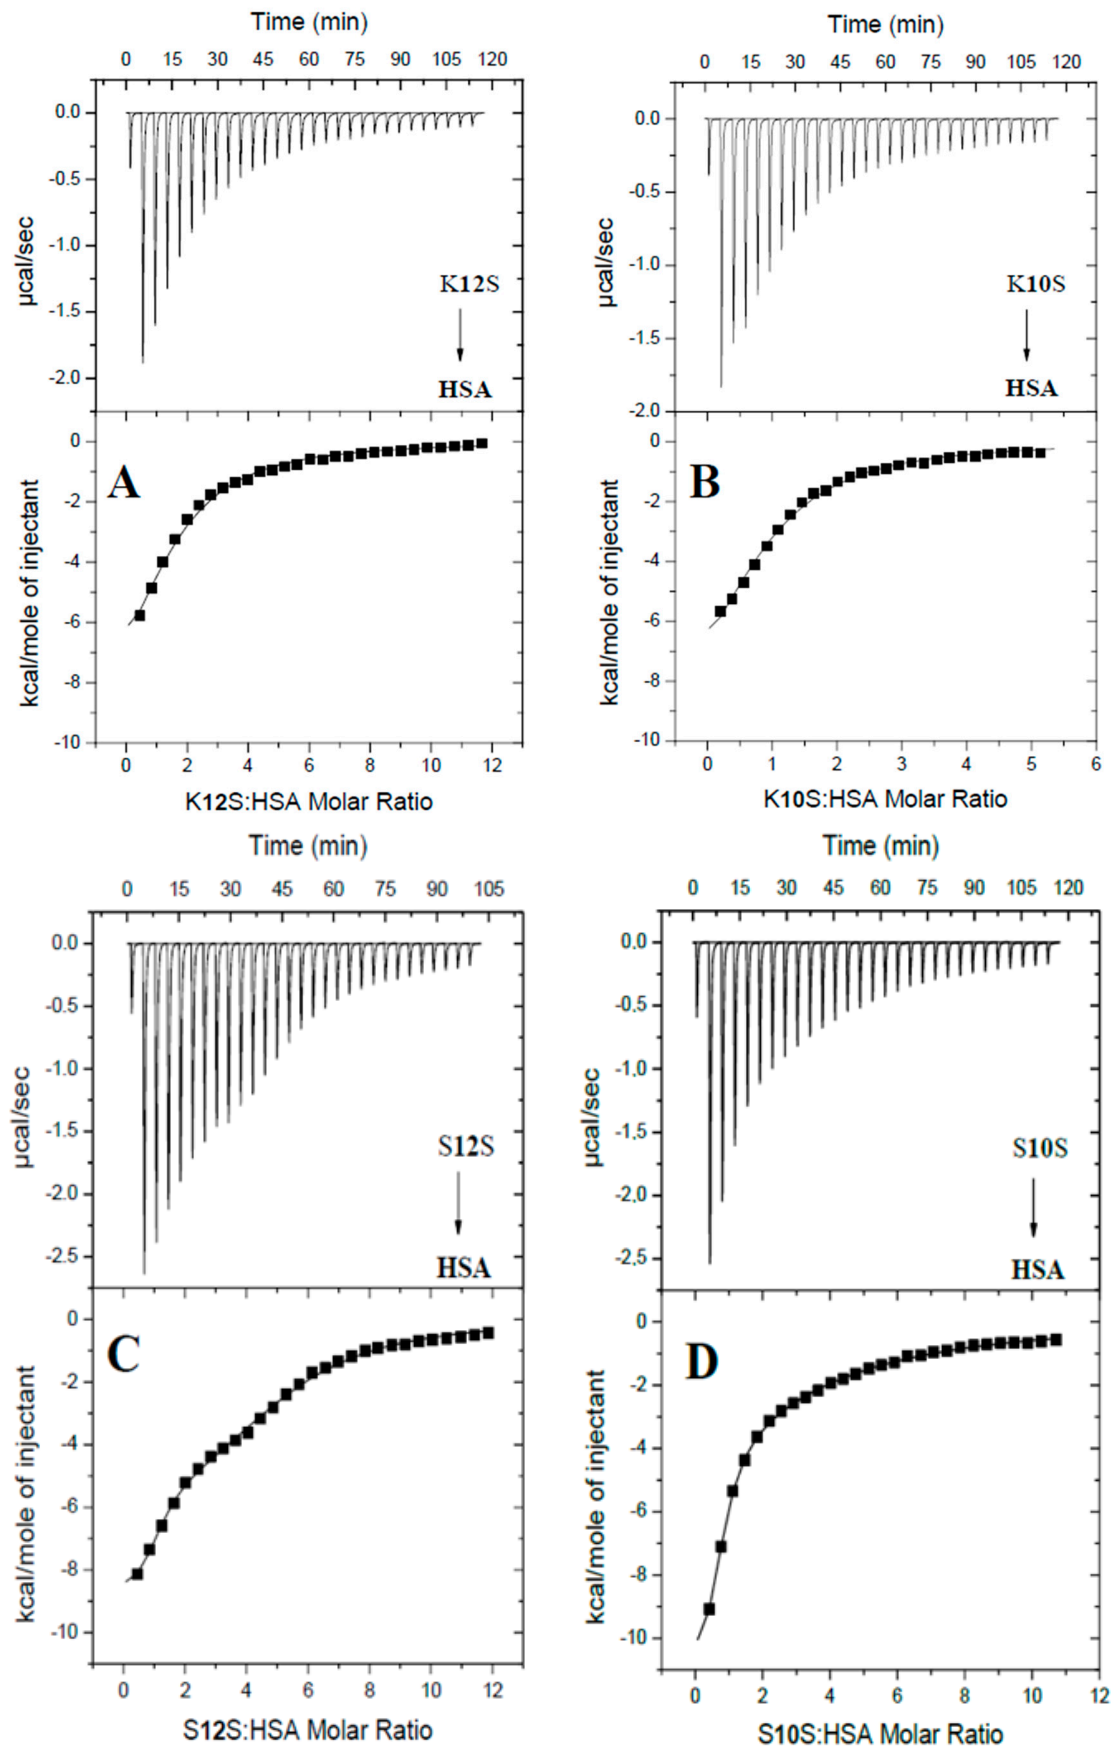 Time (min)
0 15 30 45 60 75 90 105 120
0.0
-0.5
-1.0
-1.5
-2.0
µcal/sec
K12S
HSA
A
0
-2
-4
-6
-8
-10
kcal/mole of injectant
0 2 4 6 8 10 12
K12S:HSA Molar Ratio
Time (min)
0 15 30 45 60 75 90 105 120
0.0
-0.5
-1.0
-1.5
-2.0
µcal/sec
K10S
HSA
B
0
-2
-4
-6
-8
-10
kcal/mole of injectant
0 1 2 3 4 5 6
K10S:HSA Molar Ratio
Time (min)
0 15 30 45 60 75 90 105
0.0
-0.5
-1.0
-1.5
-2.0
-2.5
µcal/sec
S12S
HSA
C
0
-2
-4
-6
-8
-10
kcal/mole of injectant
0 2 4 6 8 10 12
S12S:HSA Molar Ratio
Time (min)
0 15 30 45 60 75 90 105 120
0.0
-0.5
-1.0
-1.5
-2,0
-2,5
µcal/sec
S10S
HSA
D
0
-2
-4
-6
-8
-10
kcal/mole of injectant
0 2 4 6 8 10 12
S10S:HSA Molar Ratio